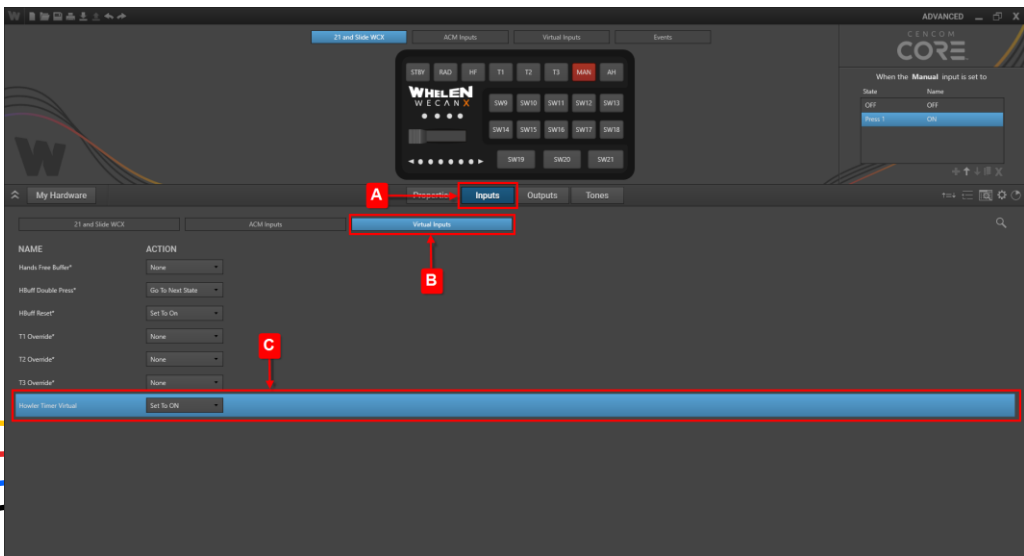 ADVANCED
21 and Slide WCX ACM Inputs Virtual Inputs Events
CENCOM
CORE
When the Manual input is set to
State Name
OFF OFF
Press 1 ON
STBY RAD HF T1 T2 T3 MAN AH
WHELEN
WECANX
SW9 SW10 SW11 SW12 SW13
SW14 SW15 SW16 SW17 SW18
SW19 SW20 SW21
My Hardware A Propertie Inputs Outputs Tones
21 and Slide WCX ACM Inputs Virtual Inputs
NAME ACTION
Hands Free Buffer* None
B
HBuff Double Press* Go To Next State
HBuff Reset* Set To On
T1 Override* None
C
T2 Override* None
T3 Override* None
Howler Timer Virtual Set To ON